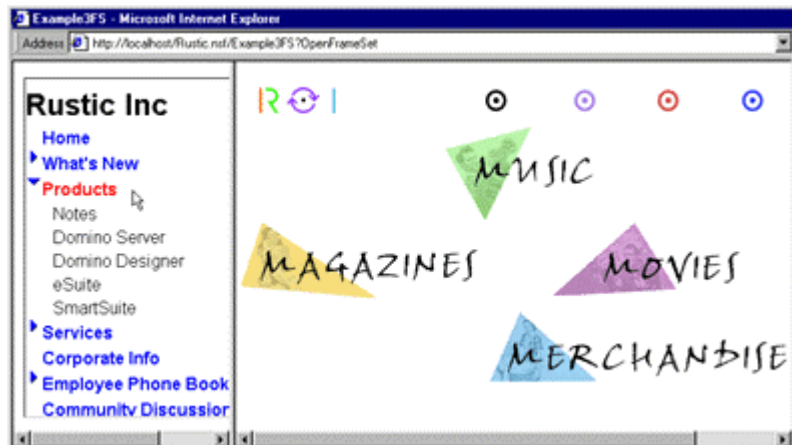 Example3FS - Microsoft Internet Explorer
Address http://localhost/Rustic.nsf/Example3FS?OpenFrameSet
Rustic Inc
Home
What's New
Products
Notes
Domino Server
Domino Designer
eSuite
SmartSuite
Services
Corporate Info
Employee Phone Book
Community Discussion
MUSIC
MAGAZINES
MOVIES
MERCHANDISE